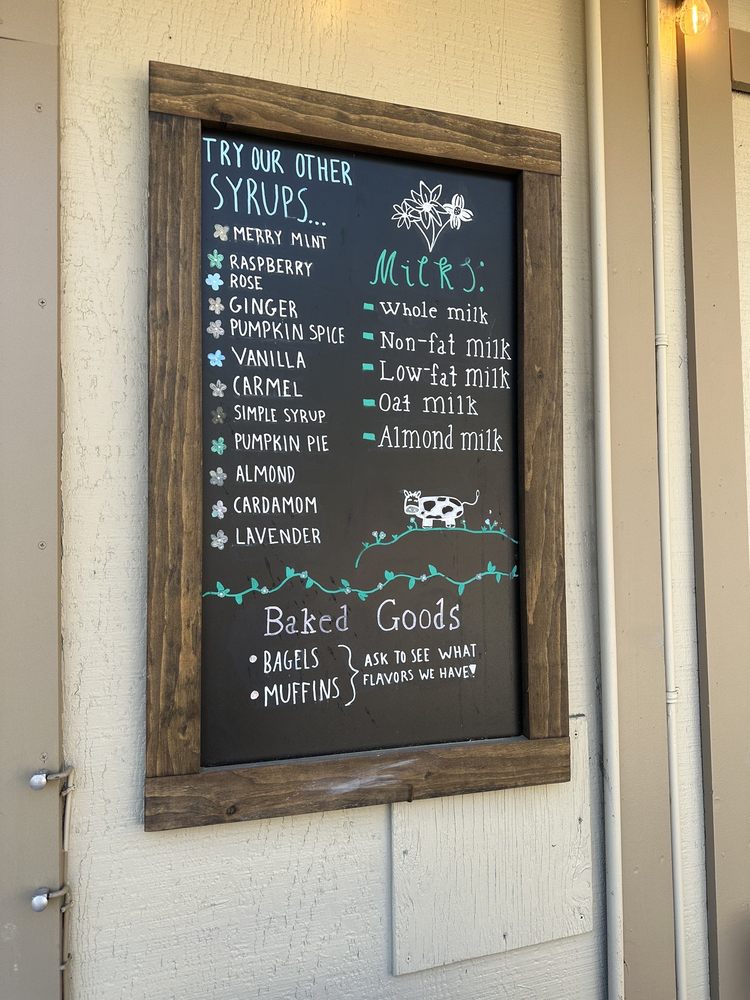 TRY OUR OTHER
SYRUPS...
MERRY MINT
RASPBERRY
ROSE
GINGER
PUMPKIN SPICE
VANILLA
CARMEL
SIMPLE SYRUP
PUMPKIN PIE
ALMOND
CARDAMOM
LAVENDER
Milks:
- Whole milk
- Non-fat milk
- Low-fat milk
- Oat milk
- Almond milk
Baked Goods
• BAGELS
• MUFFINS
ASK TO SEE WHAT
FLAVORS WE HAVE!